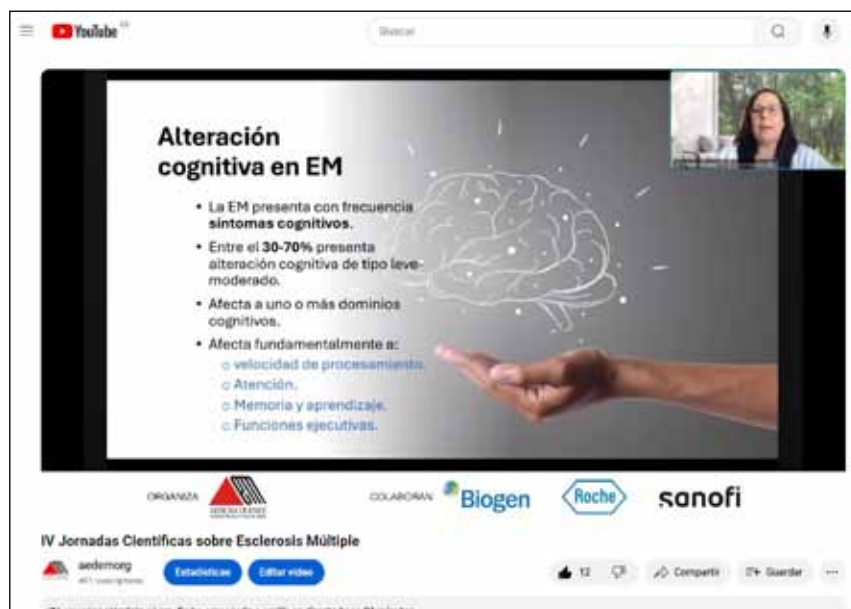 YouTube ES
Buscar
Alteración
cognitiva en EM
• La EM presenta con frecuencia
síntomas cognitivos.
• Entre el 30-70% presenta
alteración cognitiva de tipo leve-
moderado.
• Afecta a uno o más dominios
cognitivos.
• Afecta fundamentalmente a:
o velocidad de procesamiento.
o Atención.
o Memoria y aprendizaje.
o Funciones ejecutivas.
ORGANIZA
COLABORAN
Biogen
Roche
sanofi
IV Jornadas Científicas sobre Esclerosis Múltiple
aedemorg
Estadísticas
Editar vídeo
12
Compartir
Guardar